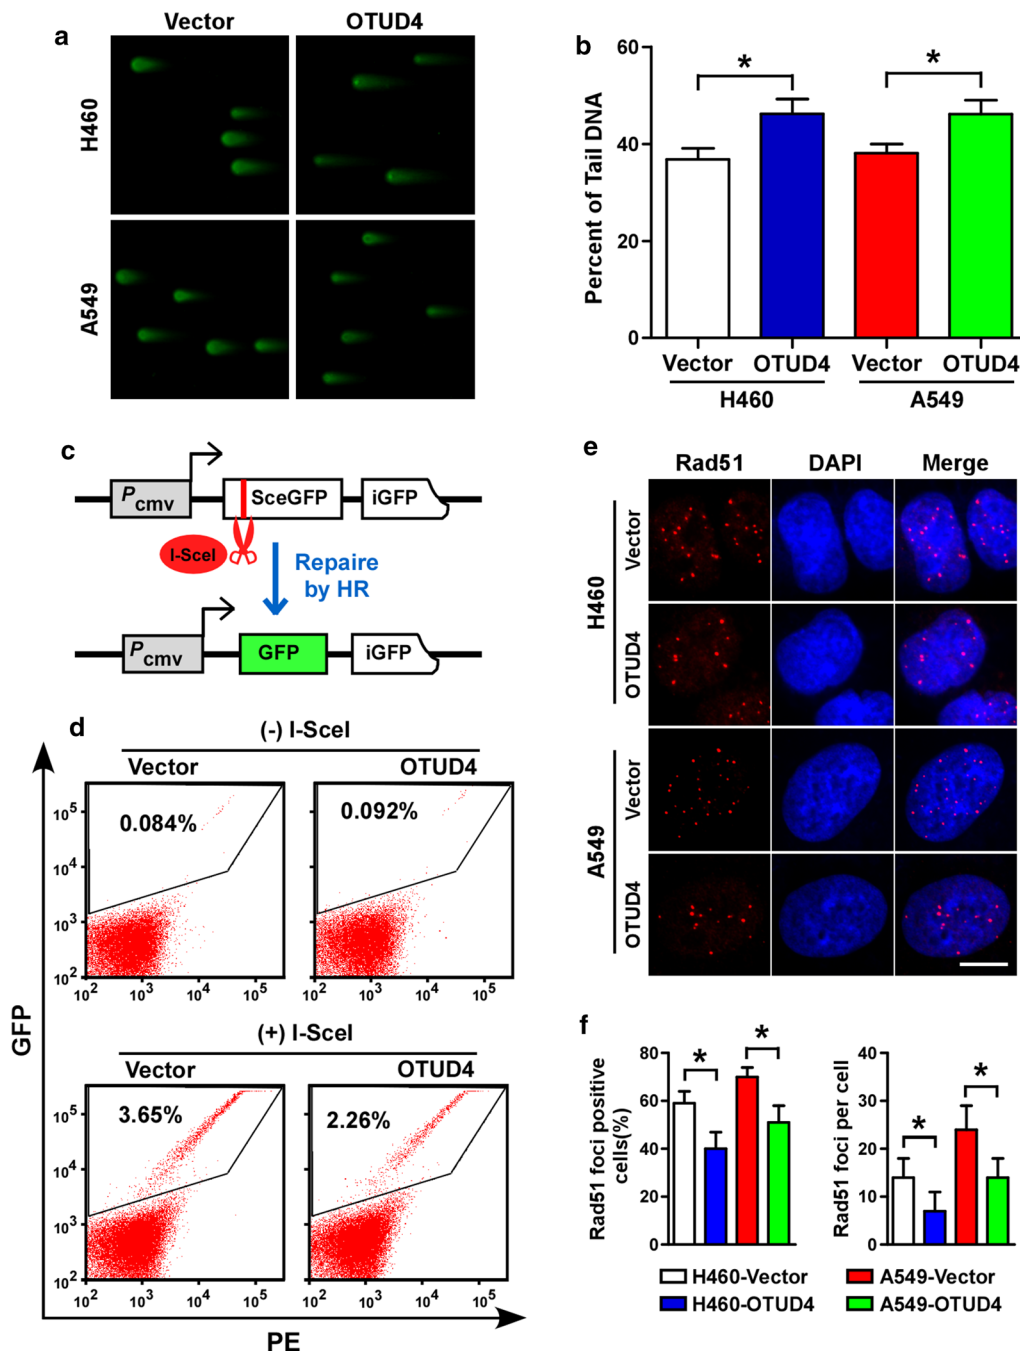 a
Vector
OTUD4
H460
A549
b
Percent of Tail DNA
60
40
20
0
*
*
Vector
OTUD4
Vector
OTUD4
H460
A549
c
Pcmv
SceGFP
iGFP
I-SceI
Repaire
by HR
Pcmv
GFP
iGFP
d
(-) I-SceI
Vector
OTUD4
0.084%
0.092%
10^5
10^4
10^3
10^2
10^2 10^3 10^4 10^5
10^2 10^3 10^4 10^5
(+) I-SceI
Vector
OTUD4
3.65%
2.26%
10^5
10^4
10^3
10^2
10^2 10^3 10^4 10^5
10^2 10^3 10^4 10^5
GFP
PE
e
Rad51
DAPI
Merge
H460
Vector
OTUD4
A549
Vector
OTUD4
f
Rad51 foci positive
cells(%)
80
60
40
20
0
*
*
Rad51 foci per cell
40
30
20
10
0
*
*
H460-Vector
A549-Vector
H460-OTUD4
A549-OTUD4